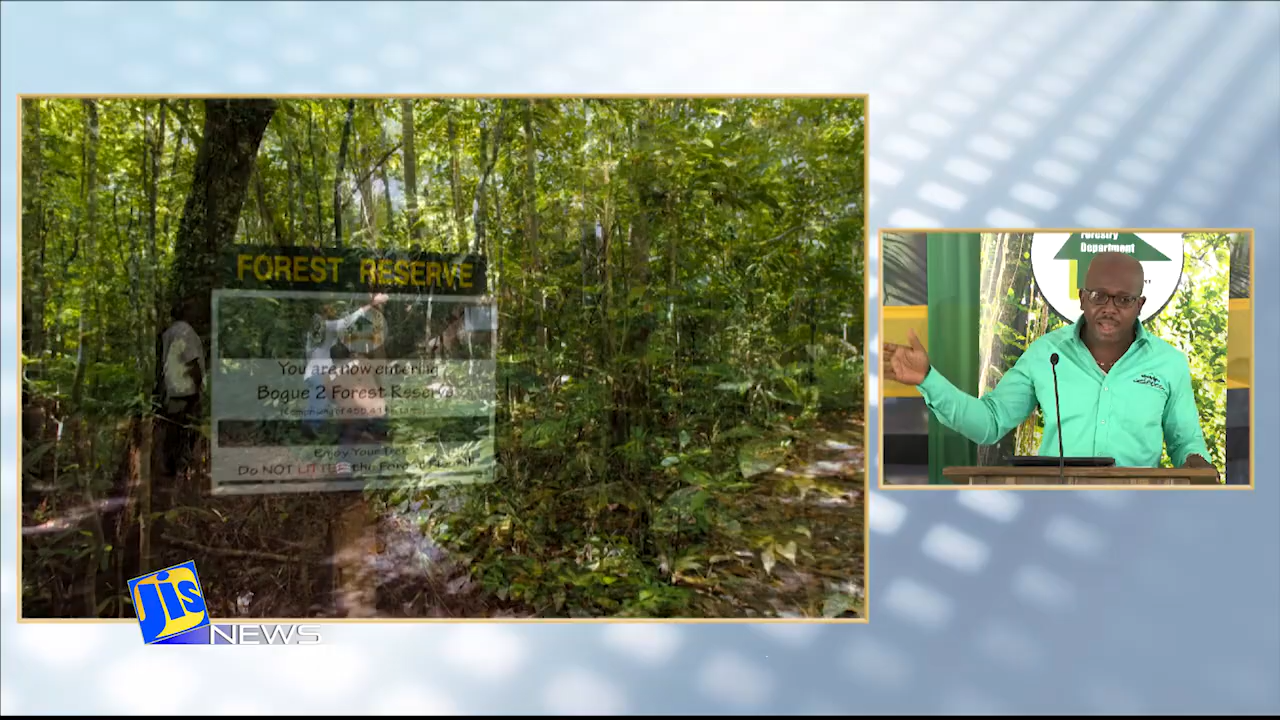 FOREST RESERVE
You are now entering
Bogue 2 Forest Reserve
Enjoy Your
Do NOT LITTER the Forest
Forestry
Department
Jis
NEWS